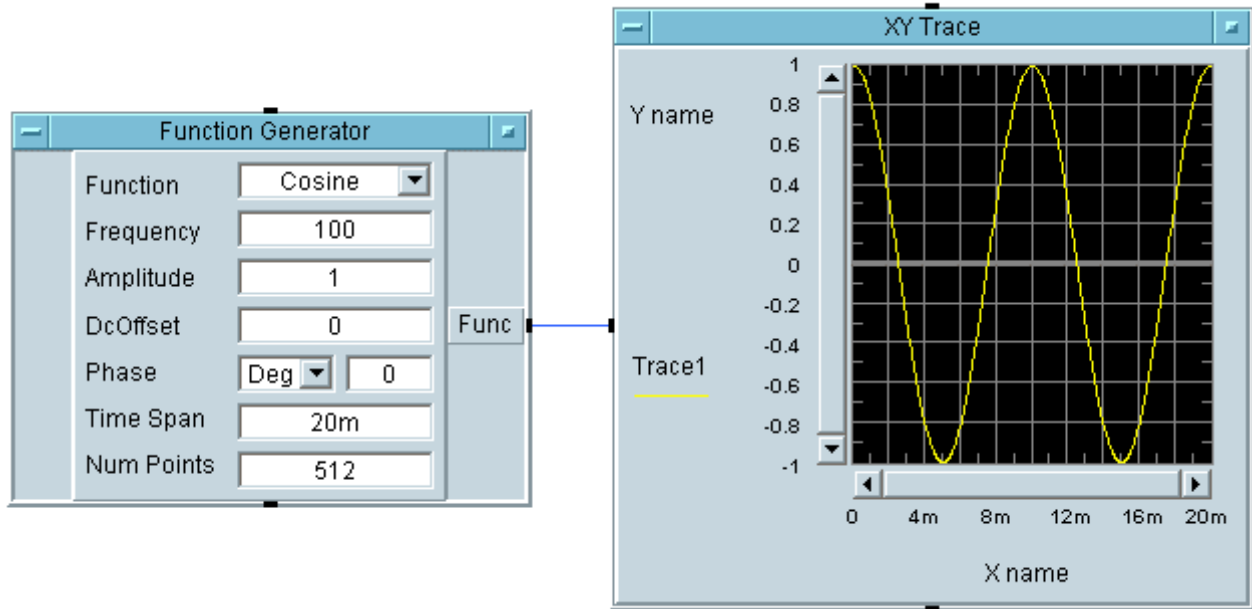 Function Generator
Function Cosine
Frequency 100
Amplitude 1
DcOffset 0
Func
Phase Deg 0
Time Span 20m
Num Points 512
XY Trace
Y name
Trace1
1
0.8
0.6
0.4
0.2
0
-0.2
-0.4
-0.6
-0.8
-1
0 4m 8m 12m 16m 20m
X name